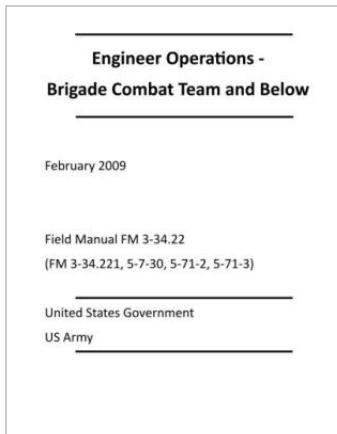 Engineer Operations -
Brigade Combat Team and Below
February 2009
Field Manual FM 3-34.22
(FM 3-34.221, 5-7-30, 5-71-2, 5-71-3)
United States Government
US Army